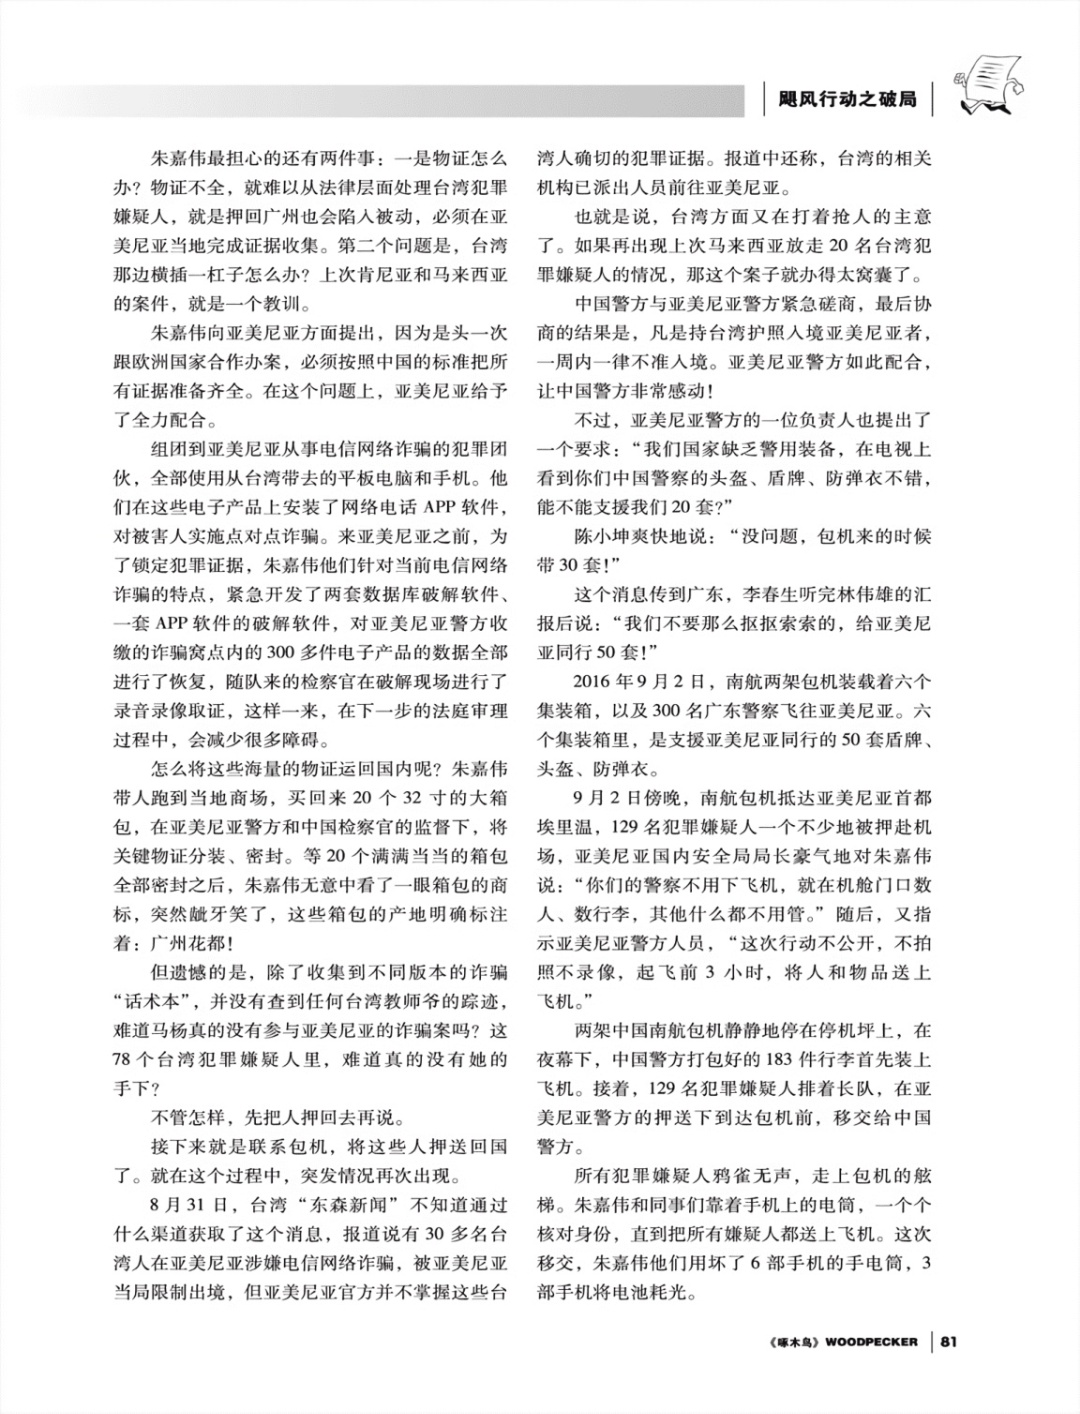 飓风行动之破局
朱嘉伟最担心的还有两件事：一是物证怎么
办？物证不全，就难以从法律层面处理台湾犯罪
嫌疑人，就是押回广州也会陷入被动，必须在亚
美尼亚当地完成证据收集。第二个问题是，台湾
那边横插一杠子怎么办？上次肯尼亚和马来西亚
的案件，就是一个教训。
朱嘉伟向亚美尼亚方面提出，因为是头一次
跟欧洲国家合作办案，必须按照中国的标准把所
有证据准备齐全。在这个问题上，亚美尼亚给予
了全力配合。
组团到亚美尼亚从事电信网络诈骗的犯罪团
伙，全部使用从台湾带去的平板电脑和手机。他
们在这些电子产品上安装了网络电话 APP 软件，
对被害人实施点对点诈骗。来亚美尼亚之前，为
了锁定犯罪证据，朱嘉伟他们针对当前电信网络
诈骗的特点，紧急开发了两套数据库破解软件、
一套 APP 软件的破解软件，对亚美尼亚警方收
缴的诈骗窝点内的 300 多件电子产品的数据全部
进行了恢复，随队来的检察官在破解现场进行了
录音录像取证，这样一来，在下一步的法庭审理
过程中，会减少很多障碍。
怎么将这些海量的物证运回国内呢？朱嘉伟
带人跑到当地商场，买回来 20 个 32 寸的大箱
包，在亚美尼亚警方和中国检察官的监督下，将
关键物证分装、密封。等 20 个满满当当的箱包
全部密封之后，朱嘉伟无意中看了一眼箱包的商
标，突然龇牙笑了，这些箱包的产地明确标注
着：广州花都！
但遗憾的是，除了收集到不同版本的诈骗
“话术本”，并没有查到任何台湾教师爷的踪迹，
难道马杨真的没有参与亚美尼亚的诈骗案吗？这
78 个台湾犯罪嫌疑人里，难道真的没有她的
手下？
不管怎样，先把人押回去再说。
接下来就是联系包机，将这些人押送回国
了。就在这个过程中，突发情况再次出现。
8 月 31 日，台湾“东森新闻”不知道通过
什么渠道获取了这个消息，报道说有 30 多名台
湾人在亚美尼亚涉嫌电信网络诈骗，被亚美尼亚
当局限制出境，但亚美尼亚官方并不掌握这些台
湾人确切的犯罪证据。报道中还称，台湾的相关
机构已派出人员前往亚美尼亚。
也就是说，台湾方面又在打着抢人的主意
了。如果再出现上次马来西亚放走 20 名台湾犯
罪嫌疑人的情况，那这个案子就办得太窝囊了。
中国警方与亚美尼亚警方紧急磋商，最后协
商的结果是，凡是持台湾护照入境亚美尼亚者，
一周内一律不准入境。亚美尼亚警方如此配合，
让中国警方非常感动！
不过，亚美尼亚警方的一位负责人也提出了
一个要求：“我们国家缺乏警用装备，在电视上
看到你们中国警察的头盔、盾牌、防弹衣不错，
能不能支援我们 20 套？”
陈小坤爽快地说：“没问题，包机来的时候
带 30 套！”
这个消息传到广东，李春生听完林伟雄的汇
报后说：“我们不要那么抠抠索索的，给亚美尼
亚同行 50 套！”
2016 年 9 月 2 日，南航两架包机装载着六个
集装箱，以及 300 名广东警察飞往亚美尼亚。六
个集装箱里，是支援亚美尼亚同行的 50 套盾牌、
头盔、防弹衣。
9 月 2 日傍晚，南航包机抵达亚美尼亚首都
埃里温，129 名犯罪嫌疑人一个不少地被押赴机
场，亚美尼亚国内安全局局长豪气地对朱嘉伟
说：“你们的警察不用下飞机，就在机舱门口数
人、数行李，其他什么都不用管。”随后，又指
示亚美尼亚警方人员，“这次行动不公开，不拍
照不录像，起飞前 3 小时，将人和物品送上
飞机。”
两架中国南航包机静静地停在停机坪上，在
夜幕下，中国警方打包好的 183 件行李首先装上
飞机。接着，129 名犯罪嫌疑人排着长队，在亚
美尼亚警方的押送下到达包机前，移交给中国
警方。
所有犯罪嫌疑人鸦雀无声，走上包机的舷
梯。朱嘉伟和同事们靠着手机上的电筒，一个个
核对身份，直到把所有嫌疑人都送上飞机。这次
移交，朱嘉伟他们用坏了 6 部手机的手电筒，3
部手机将电池耗光。
《啄木鸟》WOODPECKER 81